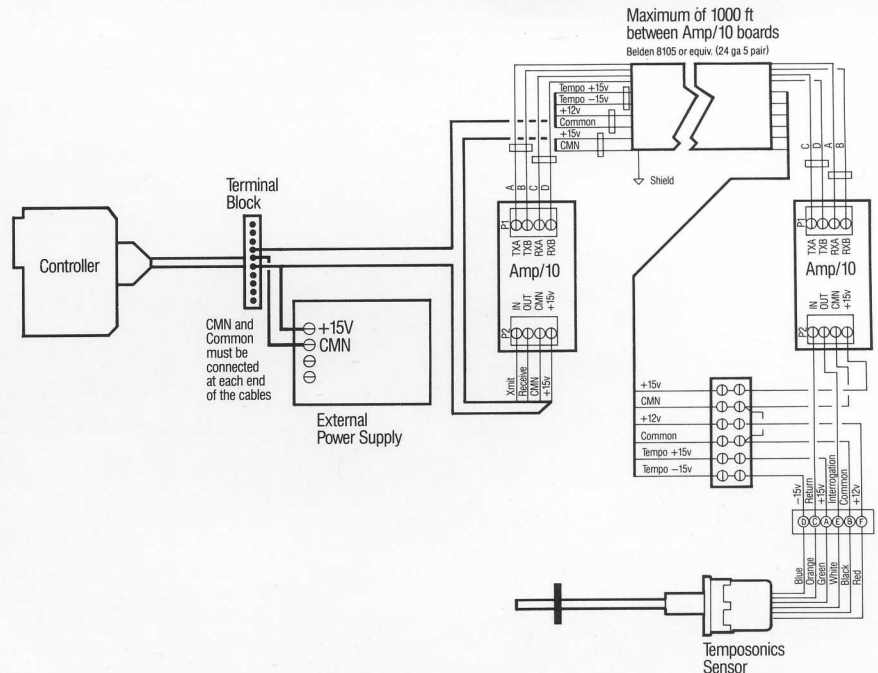 Maximum of 1000 ft
between Amp/10 boards
Belden 8105 or equiv. (24 ga 5 pair)
Tempo +15v
Tempo −15v
+12v
Common
+15v
CMN
A
B
C
D
Shield
C
D
A
B
Terminal
Block
Controller
CMN and
Common
must be
connected
at each end
of the cables
+15V
CMN
External
Power Supply
P1
TXA
TXB
RXA
RXB
Amp/10
IN
OUT
CMN
+15v
P2
Xmit
Receive
CMN
+15v
P1
TXA
TXB
RXA
RXB
Amp/10
IN
OUT
CMN
+15v
P2
+15v
CMN
+12v
Common
Tempo +15v
Tempo −15v
−15v
Return
+15v
Interrogation
Common
+12v
D
C
A
E
B
F
Blue
Orange
Green
White
Black
Red
Temposonics
Sensor